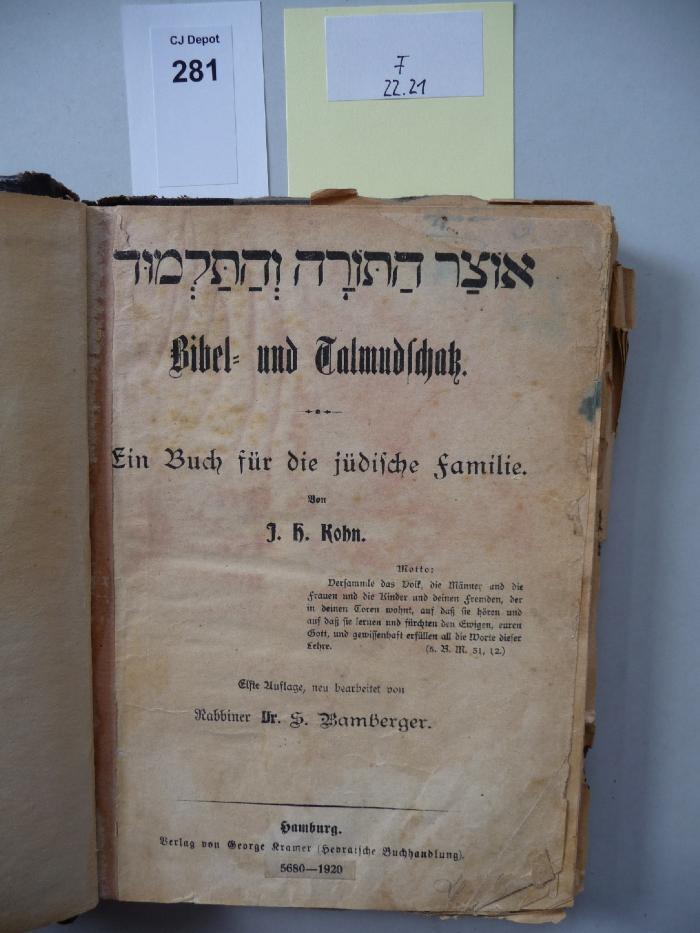 CJ Depot
281
F
22.21
אוֹצַר הַתּוֹרָה וְהַתַּלְמוּד
Bibel- und Talmudschatz.
Ein Buch für die jüdische Familie.
Von
J. H. Kohn.
Motto:
Versammle das Volk, die Männer und die
Frauen und die Kinder und deinen Fremden, der
in deinen Toren wohnt, auf daß sie hören und
auf daß sie lernen und fürchten den Ewigen, euren
Gott, und gewissenhaft erfüllen all die Worte dieser
Lehre. (5. B. M. 31, 12.)
Elfte Auflage, neu bearbeitet von
Rabbiner Dr. S. Bamberger.
Hamburg.
Verlag von George Kramer (Hebräische Buchhandlung).
5680—1920